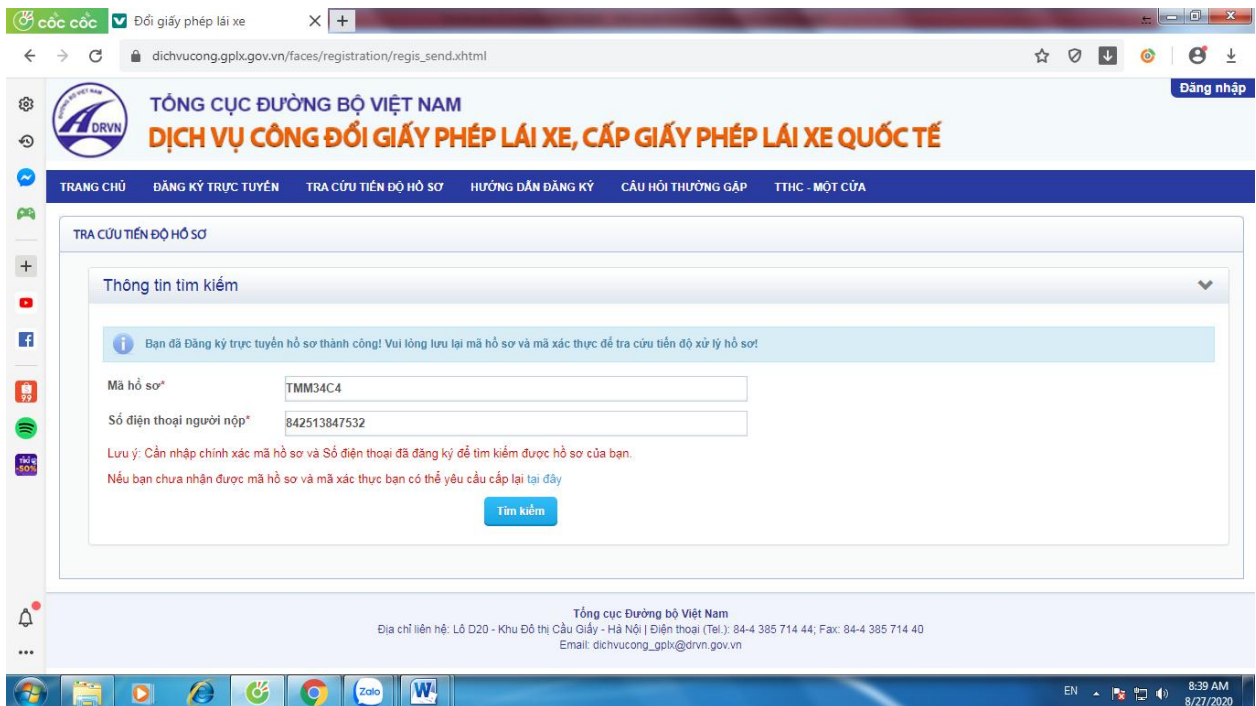 cốc cốc
Đổi giấy phép lái xe
dichvucong.gplx.gov.vn/faces/registration/regis_send.xhtml
Đăng nhập
DRVN
TỔNG CỤC ĐƯỜNG BỘ VIỆT NAM
DỊCH VỤ CÔNG ĐỔI GIẤY PHÉP LÁI XE, CẤP GIẤY PHÉP LÁI XE QUỐC TẾ
TRANG CHỦ ĐĂNG KÝ TRỰC TUYẾN TRA CỨU TIẾN ĐỘ HỒ SƠ HƯỚNG DẪN ĐĂNG KÝ CÂU HỎI THƯỜNG GẶP TTHC - MỘT CỬA
TRA CỨU TIẾN ĐỘ HỒ SƠ
Thông tin tìm kiếm
Bạn đã Đăng ký trực tuyến hồ sơ thành công! Vui lòng lưu lại mã hồ sơ và mã xác thực để tra cứu tiến độ xử lý hồ sơ!
Mã hồ sơ*
TMM34C4
Số điện thoại người nộp*
842513847532
Lưu ý: Cần nhập chính xác mã hồ sơ và Số điện thoại đã đăng ký để tìm kiếm được hồ sơ của bạn.
Nếu bạn chưa nhận được mã hồ sơ và mã xác thực bạn có thể yêu cầu cấp lại tại đây
Tìm kiếm
Tổng cục Đường bộ Việt Nam
Địa chỉ liên hệ: Lô D20 - Khu Đô thị Cầu Giấy - Hà Nội | Điện thoại (Tel.): 84-4 385 714 44; Fax: 84-4 385 714 40
Email: dichvucong_gplx@drvn.gov.vn
Zalo
EN
8:39 AM
8/27/2020